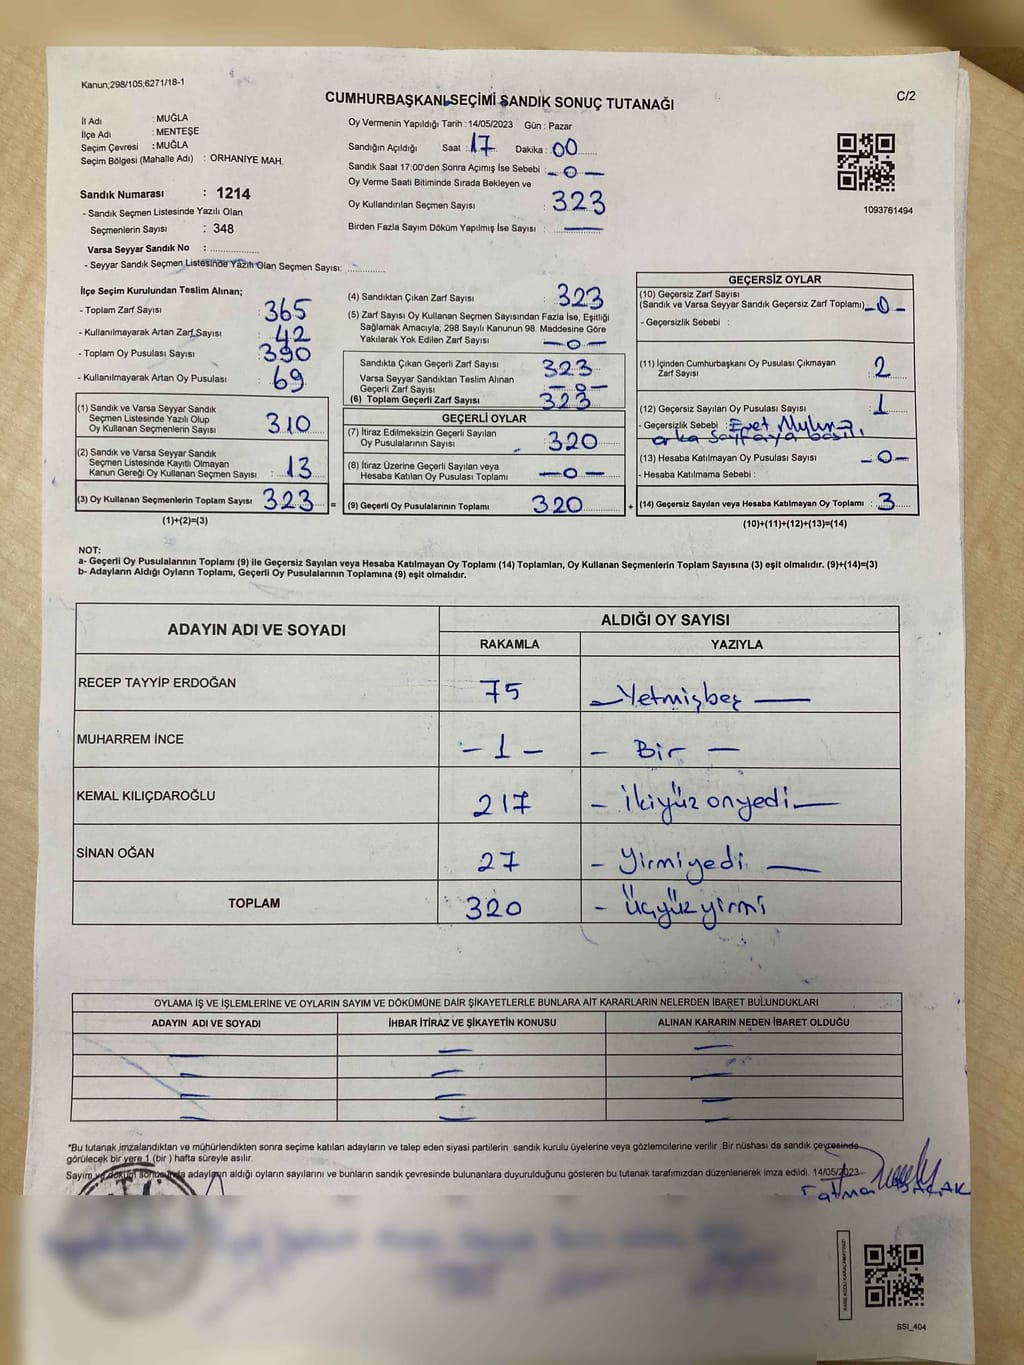 Kanun;298/105;6271/18-1
C/2
CUMHURBAŞKANI SEÇİMİ SANDIK SONUÇ TUTANAĞI
İl Adı : MUĞLA
İlçe Adı : MENTEŞE
Seçim Çevresi : MUĞLA
Seçim Bölgesi (Mahalle Adı) : ORHANİYE MAH.
Sandık Numarası : 1214
- Sandık Seçmen Listesinde Yazılı Olan
Seçmenlerin Sayısı : 348
Varsa Seyyar Sandık No : ..............
- Seyyar Sandık Seçmen Listesinde Yazılı Olan Seçmen Sayısı: ............
Oy Vermenin Yapıldığı Tarih : 14/05/2023 Gün : Pazar
Sandığın Açıldığı Saat : 17 Dakika : 00
Sandık Saat 17:00'den Sonra Açımış İse Sebebi : - 0 -
Oy Verme Saati Bitiminde Sırada Bekleyen ve
Oy Kullandırılan Seçmen Sayısı : 323
Birden Fazla Sayım Döküm Yapılmış İse Sayısı : —
1093761494
İlçe Seçim Kurulundan Teslim Alınan;
- Toplam Zarf Sayısı : 365
- Kullanılmayarak Artan Zarf Sayısı : 42
- Toplam Oy Pusulası Sayısı : 390
- Kullanılmayarak Artan Oy Pusulası : 69
(1) Sandık ve Varsa Seyyar Sandık
Seçmen Listesinde Yazılı Olup
Oy Kullanan Seçmenlerin Sayısı : 310
(2) Sandık ve Varsa Seyyar Sandık
Seçmen Listesinde Kayıtlı Olmayan
Kanun Gereği Oy Kullanan Seçmen Sayısı : 13
(3) Oy Kullanan Seçmenlerin Toplam Sayısı : 323 =
(1)+(2)=(3)
(4) Sandıktan Çıkan Zarf Sayısı : 323
(5) Zarf Sayısı Oy Kullanan Seçmen Sayısından Fazla İse, Eşitliği
Sağlamak Amacıyla; 298 Sayılı Kanunun 98. Maddesine Göre
Yakılarak Yok Edilen Zarf Sayısı : — 0 —
Sandıkta Çıkan Geçerli Zarf Sayısı : 323
Varsa Seyyar Sandıktan Teslim Alınan
Geçerli Zarf Sayısı : — 0 —
(6) Toplam Geçerli Zarf Sayısı : 323
GEÇERLİ OYLAR
(7) İtiraz Edilmeksizin Geçerli Sayılan
Oy Pusulalarının Sayısı : 320
(8) İtiraz Üzerine Geçerli Sayılan veya
Hesaba Katılan Oy Pusulası Toplamı : — 0 —
(9) Geçerli Oy Pusulalarının Toplamı : 320 +
GEÇERSİZ OYLAR
(10) Geçersiz Zarf Sayısı
(Sandık ve Varsa Seyyar Sandık Geçersiz Zarf Toplamı) : - 0 -
- Geçersizlik Sebebi :
(11) İçinden Cumhurbaşkanı Oy Pusulası Çıkmayan
Zarf Sayısı : 2
(12) Geçersiz Sayılan Oy Pusulası Sayısı : 1
- Geçersizlik Sebebi : Evet
arka sayfaya
(13) Hesaba Katılmayan Oy Pusulası Sayısı : - 0 -
- Hesaba Katılmama Sebebi :
(14) Geçersiz Sayılan veya Hesaba Katılmayan Oy Toplamı : 3
(10)+(11)+(12)+(13)=(14)
NOT:
a- Geçerli Oy Pusulalarının Toplamı (9) ile Geçersiz Sayılan veya Hesaba Katılmayan Oy Toplamı (14) Toplamları, Oy Kullanan Seçmenlerin Toplam Sayısına (3) eşit olmalıdır. (9)+(14)=(3)
b- Adayların Aldığı Oyların Toplamı, Geçerli Oy Pusulalarının Toplamına (9) eşit olmalıdır.
ADAYIN ADI VE SOYADI
ALDIĞI OY SAYISI
RAKAMLA YAZIYLA
RECEP TAYYİP ERDOĞAN 75 - Yetmişbeş —
MUHARREM İNCE - 1 - - Bir —
KEMAL KILIÇDAROĞLU 217 - ikiyüz onyedi —
SİNAN OĞAN 27 - Yirmiyedi —
TOPLAM 320 - üçyüz yirmi
OYLAMA İŞ VE İŞLEMLERİNE VE OYLARIN SAYIM VE DÖKÜMÜNE DAİR ŞİKAYETLERLE BUNLARA AİT KARARLARIN NELERDEN İBARET BULUNDUKLARI
ADAYIN ADI VE SOYADI İHBAR İTİRAZ VE ŞİKAYETİN KONUSU ALINAN KARARIN NEDEN İBARET OLDUĞU
— — —
— — —
— — —
— — —
*Bu tutanak imzalandıktan ve mühürlendikten sonra seçime katılan adayların ve talep eden siyasi partilerin sandık kurulu üyelerine veya gözlemcilerine verilir .Bir nüshası da sandık çevresinde
görülecek bir yere 1 (bir ) hafta süreyle asılır.
Sayım ve döküm sonucunda adayların aldığı oyların sayılarını ve bunların sandık çevresinde bulunanlara duyurulduğunu gösteren bu tutanak tarafımızdan düzenlenerek imza edildi. 14/05/2023
Fatma
KARE KODU KARALAMAYINIZ!
SSI_404